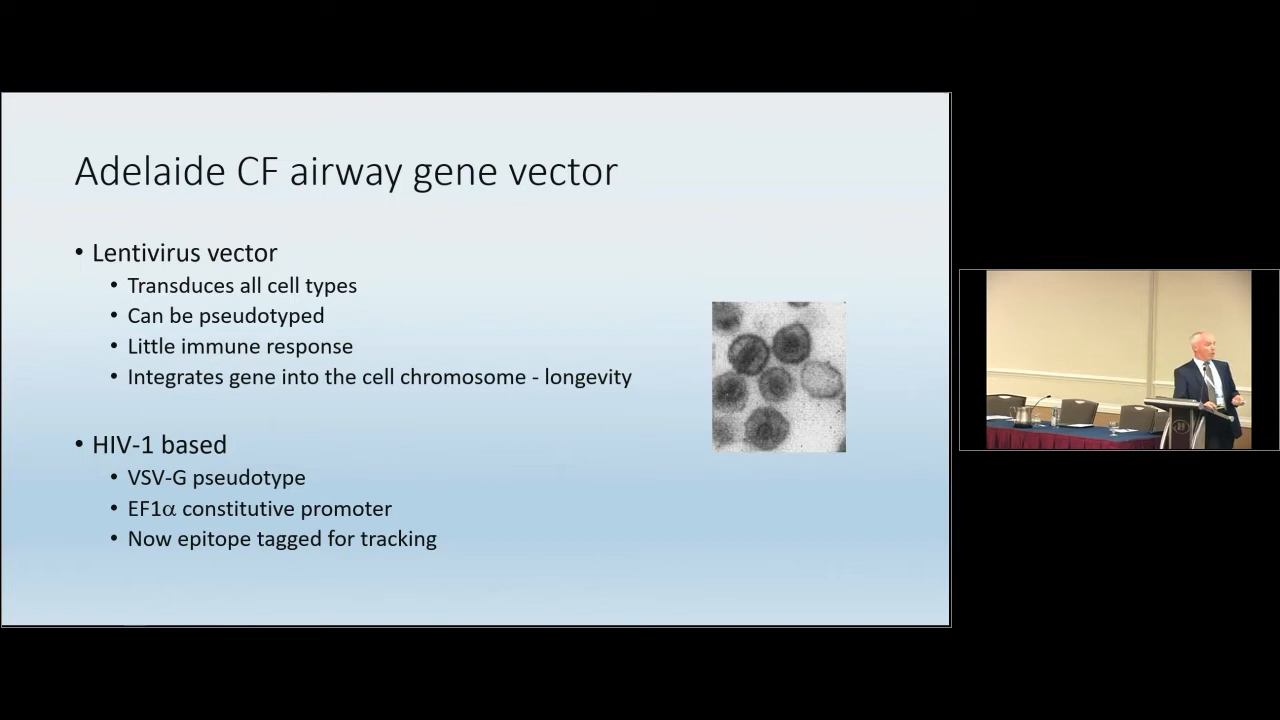 Adelaide CF airway gene vector
• Lentivirus vector
• Transduces all cell types
• Can be pseudotyped
• Little immune response
• Integrates gene into the cell chromosome - longevity
• HIV-1 based
• VSV-G pseudotype
• EF1α constitutive promoter
• Now epitope tagged for tracking